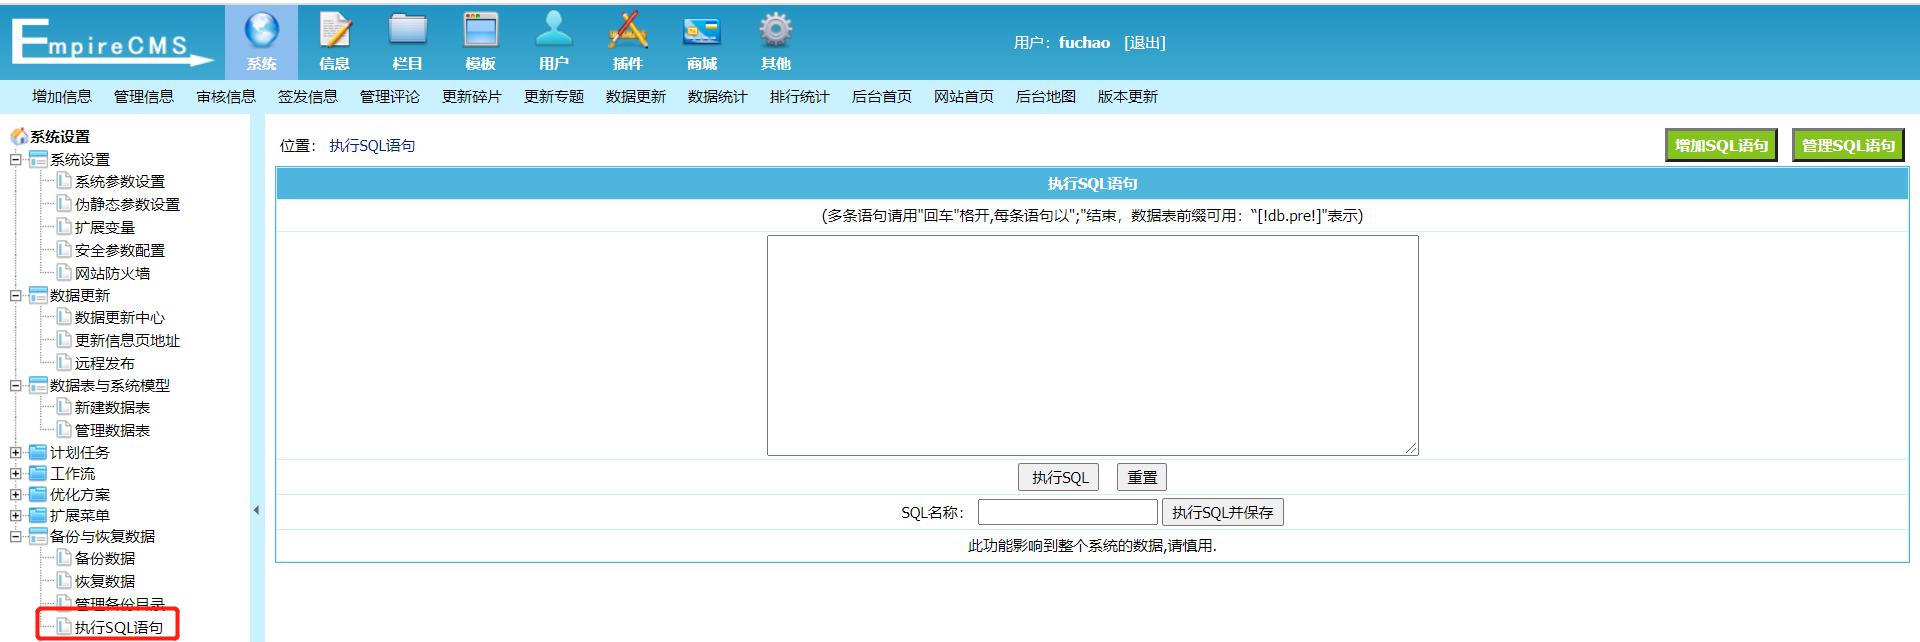 EmpireCMS
系统
信息
栏目
模板
用户
插件
商城
其他
用户：fuchao [退出]
增加信息 管理信息 审核信息 签发信息 管理评论 更新碎片 更新专题 数据更新 数据统计 排行统计 后台首页 网站首页 后台地图 版本更新
系统设置
系统设置
系统参数设置
伪静态参数设置
扩展变量
安全参数配置
网站防火墙
数据更新
数据更新中心
更新信息页地址
远程发布
数据表与系统模型
新建数据表
管理数据表
计划任务
工作流
优化方案
扩展菜单
备份与恢复数据
备份数据
恢复数据
管理备份目录
执行SQL语句
位置： 执行SQL语句
增加SQL语句
管理SQL语句
执行SQL语句
(多条语句请用"回车"格开,每条语句以";"结束，数据表前缀可用：“[!db.pre!]"表示)
执行SQL
重置
SQL名称：
执行SQL并保存
此功能影响到整个系统的数据,请慎用.